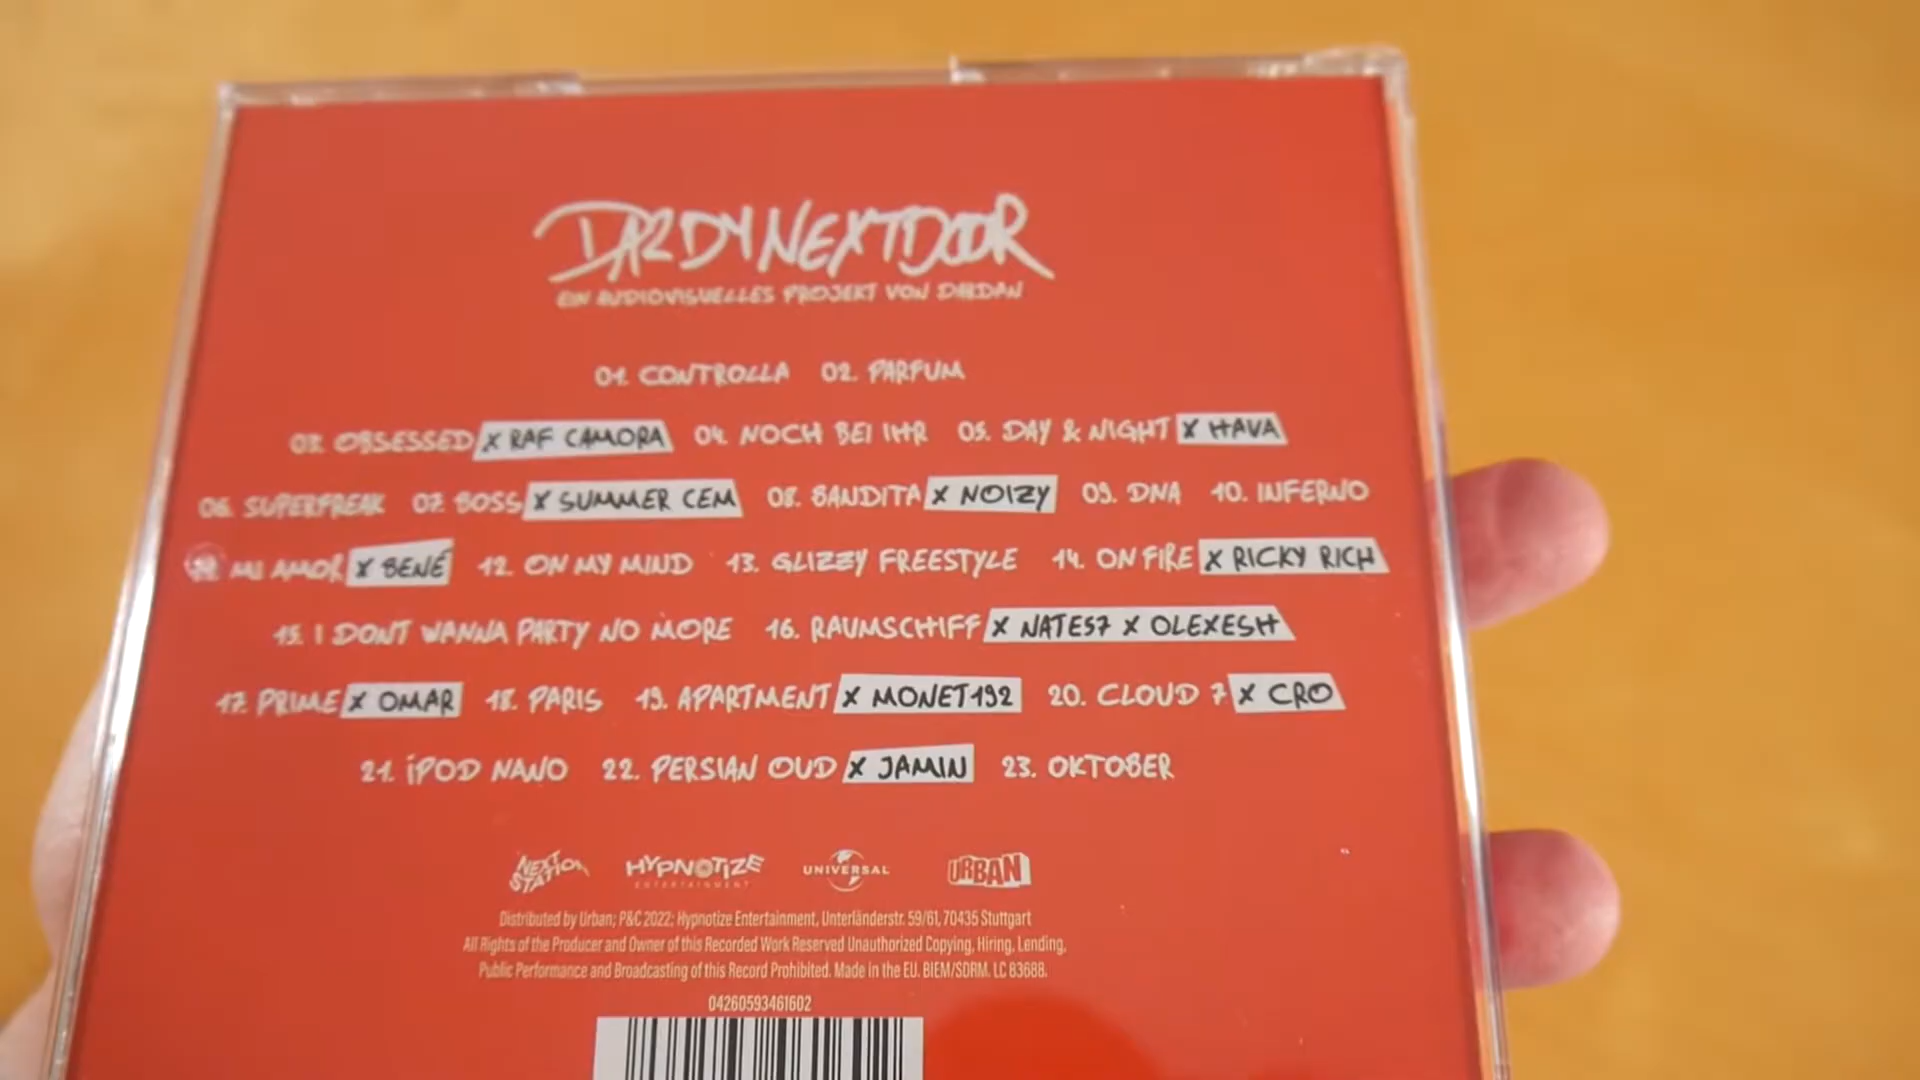 DARDYNEXTDOOR
EIN AUDIOVISUELLES PROJEKT VON DARDAN
01. CONTROLLA 02. PARFUM
03. OBSESSED X RAF CAMORA 04. NOCH BEI IHR 05. DAY & NIGHT X HAVA
06. SUPERFREAK 07. BOSS X SUMMER CEM 08. BANDITA X NOIZY 09. DNA 10. INFERNO
11. MI AMOR X BENÉ 12. ON MY MIND 13. GLIZZY FREESTYLE 14. ON FIRE X RICKY RICH
15. I DONT WANNA PARTY NO MORE 16. RAUMSCHIFF X NATE57 X OLEXESH
17. PRIME X OMAR 18. PARIS 19. APARTMENT X MONET192 20. CLOUD 7 X CRO
21. iPOD NANO 22. PERSIAN OUD X JAMIN 23. OKTOBER
NEXT STATION HYPNOTIZE ENTERTAINMENT UNIVERSAL URBAN
Distributed by Urban; P&C 2022; Hypnotize Entertainment, Unterländerstr. 59/61, 70435 Stuttgart
All Rights of the Producer and Owner of this Recorded Work Reserved Unauthorized Copying, Hiring, Lending,
Public Performance and Broadcasting of this Record Prohibited. Made in the EU. BIEM/SDRM. LC 83688.
04260593461602